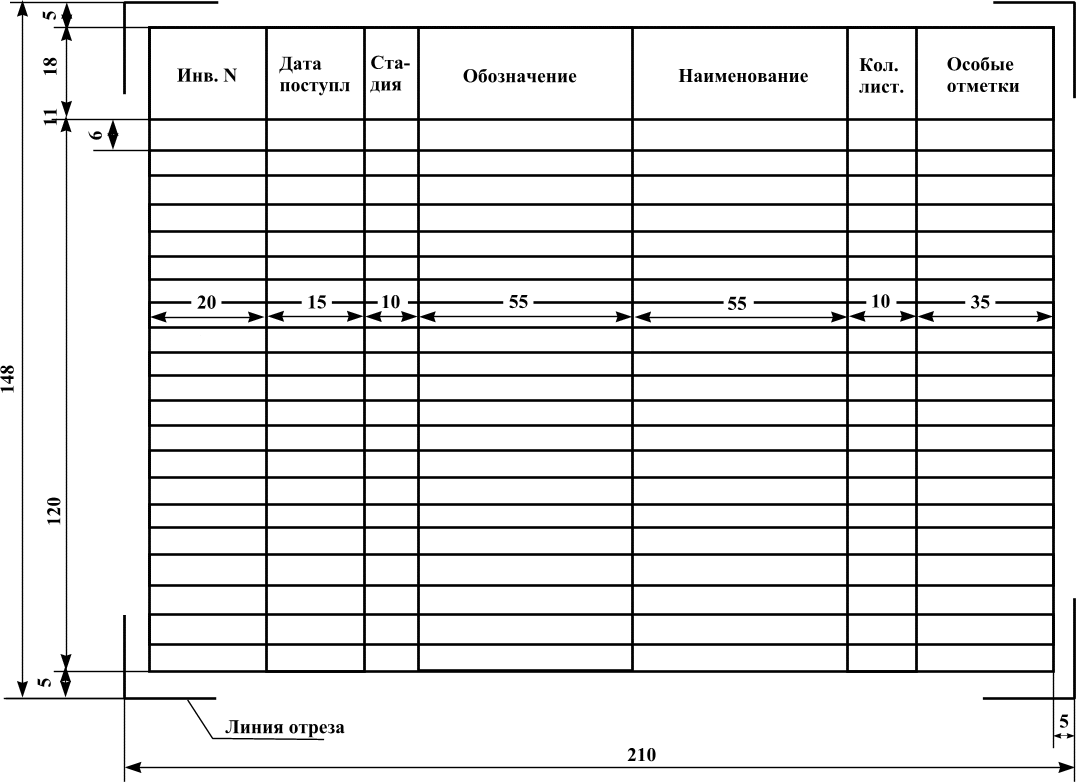 5
18
11
6
Инв. N
Дата
поступл
Ста-
дия
Обозначение
Наименование
Кол.
лист.
Особые
отметки
20 15 10 55 55 10 35
148
120
5
Линия отреза
5
210